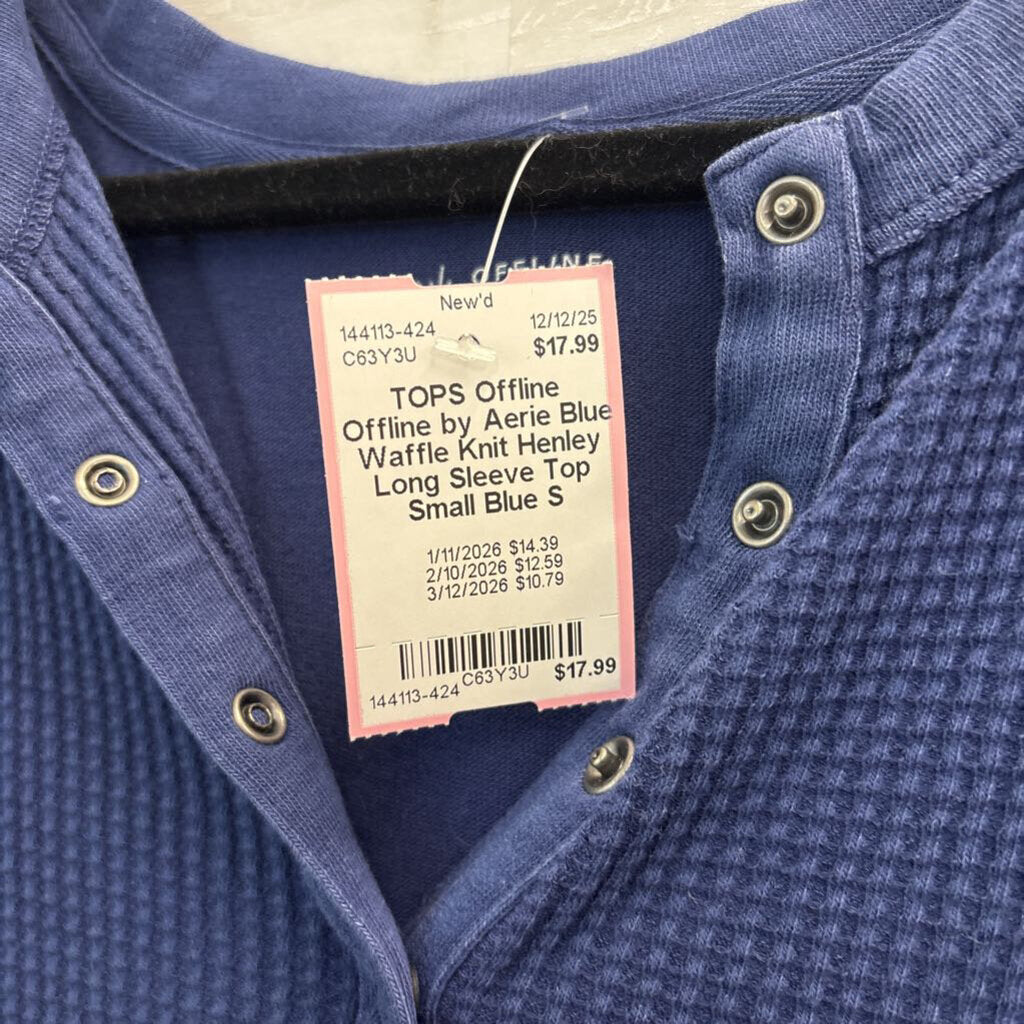 OFFLINE
New'd
144113-424 12/12/25
C63Y3U $17.99
TOPS Offline
Offline by Aerie Blue
Waffle Knit Henley
Long Sleeve Top
Small Blue S
1/11/2026 $14.39
2/10/2026 $12.59
3/12/2026 $10.79
144113-424 C63Y3U $17.99